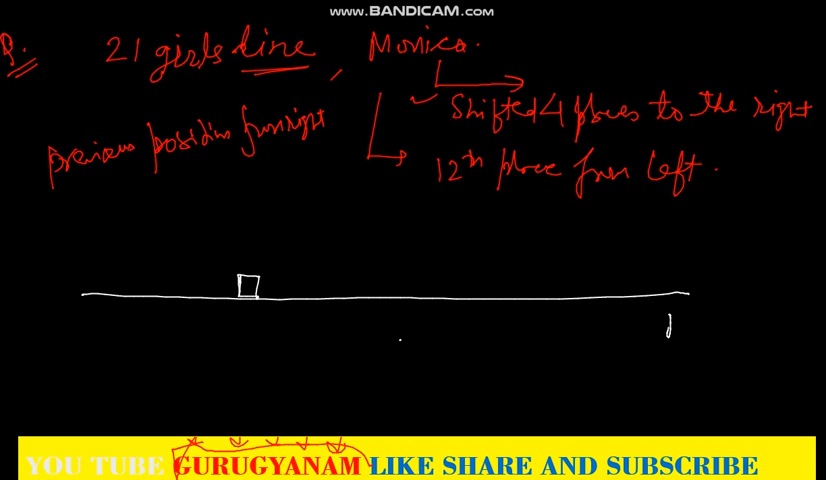 www.BANDICAM.com
Q. 21 girls line, Monica.
Shifted 4 places to the right
previous position from right
12th place from left.
YOU TUBE GURUGYANAM LIKE SHARE AND SUBSCRIBE